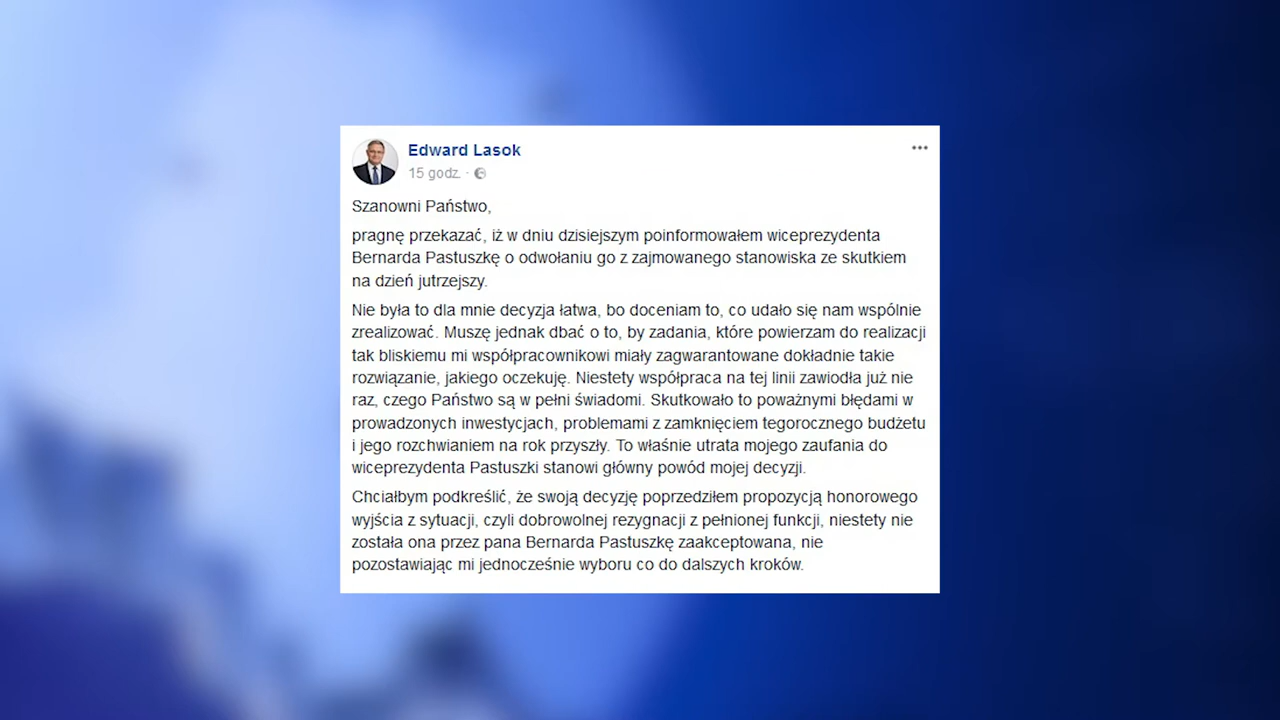 Edward Lasok
15 godz. ·
Szanowni Państwo,
pragnę przekazać, iż w dniu dzisiejszym poinformowałem wiceprezydenta
Bernarda Pastuszkę o odwołaniu go z zajmowanego stanowiska ze skutkiem
na dzień jutrzejszy.
Nie była to dla mnie decyzja łatwa, bo doceniam to, co udało się nam wspólnie
zrealizować. Muszę jednak dbać o to, by zadania, które powierzam do realizacji
tak bliskiemu mi współpracownikowi miały zagwarantowane dokładnie takie
rozwiązanie, jakiego oczekuję. Niestety współpraca na tej linii zawiodła już nie
raz, czego Państwo są w pełni świadomi. Skutkowało to poważnymi błędami w
prowadzonych inwestycjach, problemami z zamknięciem tegorocznego budżetu
i jego rozchwianiem na rok przyszły. To właśnie utrata mojego zaufania do
wiceprezydenta Pastuszki stanowi główny powód mojej decyzji.
Chciałbym podkreślić, że swoją decyzję poprzedziłem propozycją honorowego
wyjścia z sytuacji, czyli dobrowolnej rezygnacji z pełnionej funkcji, niestety nie
została ona przez pana Bernarda Pastuszkę zaakceptowana, nie
pozostawiając mi jednocześnie wyboru co do dalszych kroków.